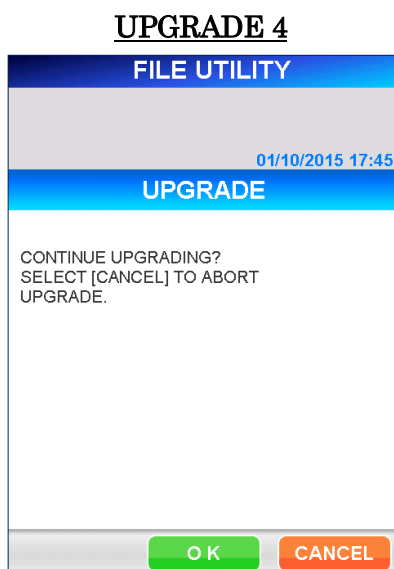 UPGRADE 4
FILE UTILITY
01/10/2015 17:45
UPGRADE
CONTINUE UPGRADING?
SELECT [CANCEL] TO ABORT
UPGRADE.
O K
CANCEL